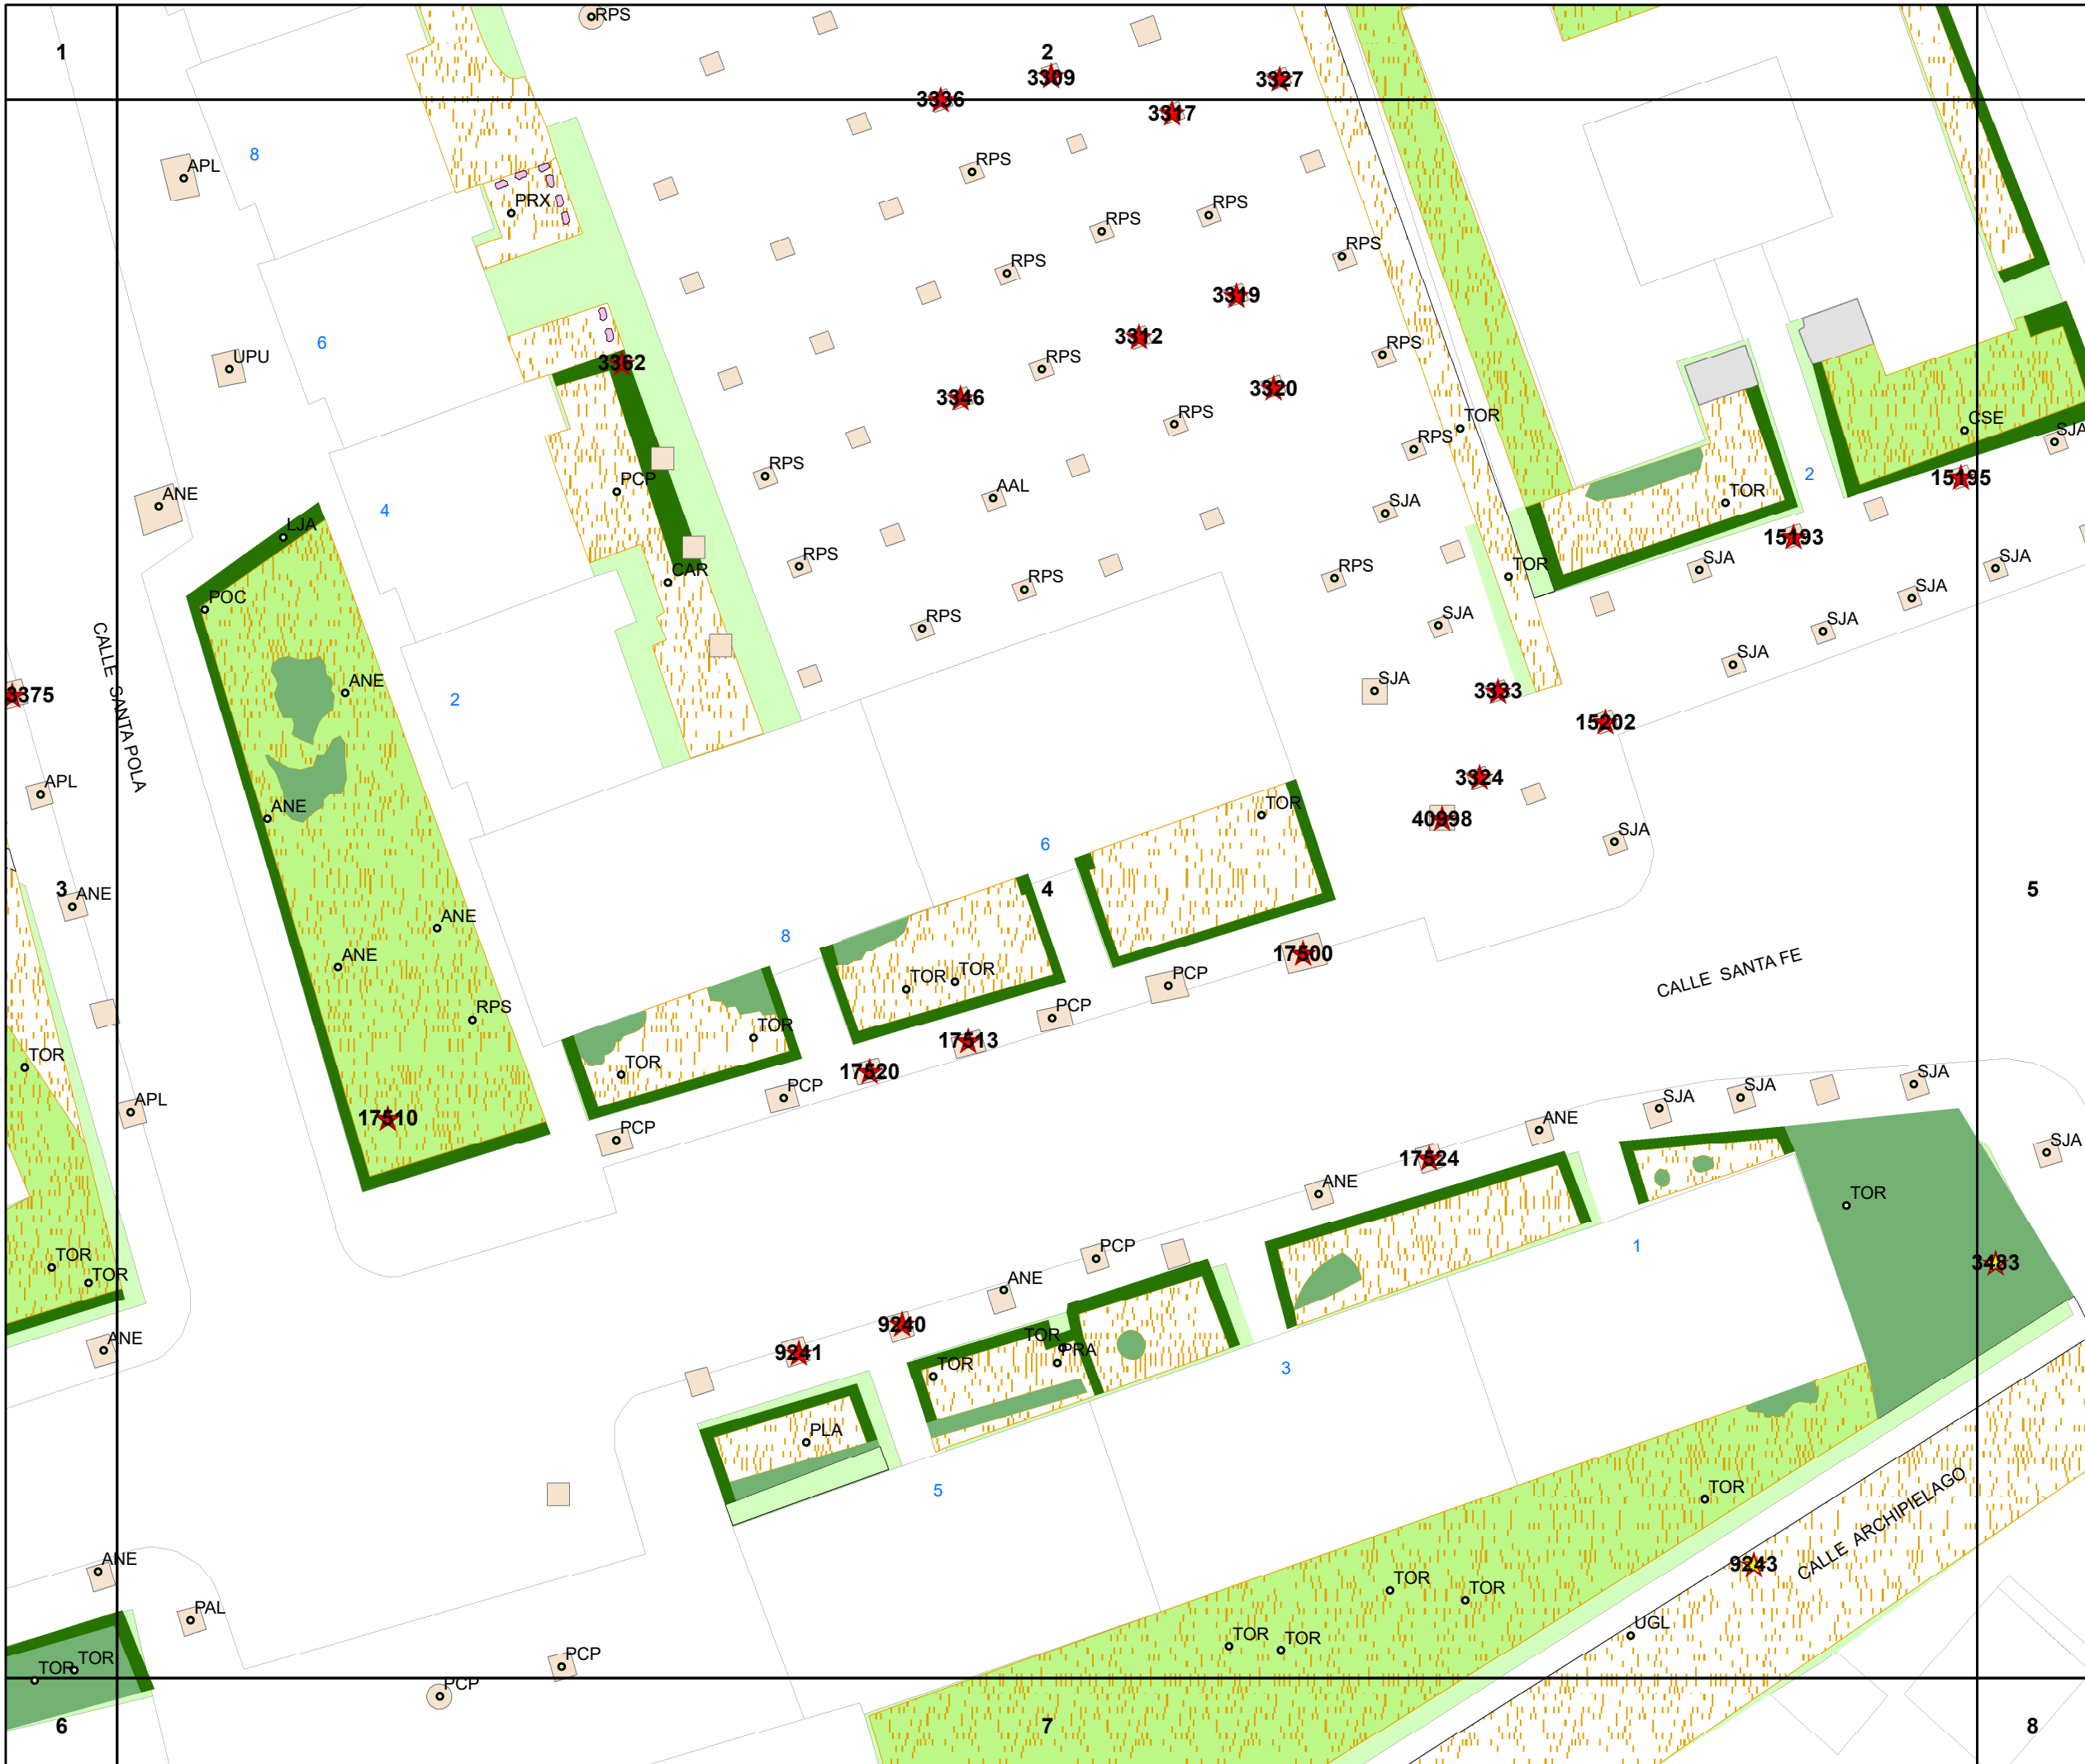 RPS
1
2
3309
3327
3336
3317
8
APL
RPS
PRX
RPS
RPS
RPS
RPS
3319
3312
6
UPU
3362
RPS
RPS
3320
3346
RPS
TOR
CSE
SJA
RPS
RPS
PCP
AAL
2
15195
ANE
4
TOR
SJA
LJA
15193
RPS
CAR
TOR
SJA
SJA
POC
RPS
RPS
SJA
RPS
SJA
SJA
SJA
CALLE SANTA POLA
3375
ANE
2
SJA
3333
15202
APL
3324
ANE
TOR
40998
SJA
6
3
ANE
4
5
ANE
8
ANE
17500
CALLE SANTA FE
TOR
TOR
PCP
RPS
PCP
TOR
17513
TOR
TOR
17520
PCP
SJA
APL
17510
SJA
SJA
PCP
ANE
SJA
17524
ANE
TOR
TOR
TOR
PCP
1
3483
ANE
9240
ANE
TOR
9241
PRA
TOR
3
PLA
5
TOR
CALLE ARCHIPIELAGO
ANE
9243
TOR
TOR
PAL
UGL
TOR
TOR
TOR
TOR
PCP
PCP
6
7
8